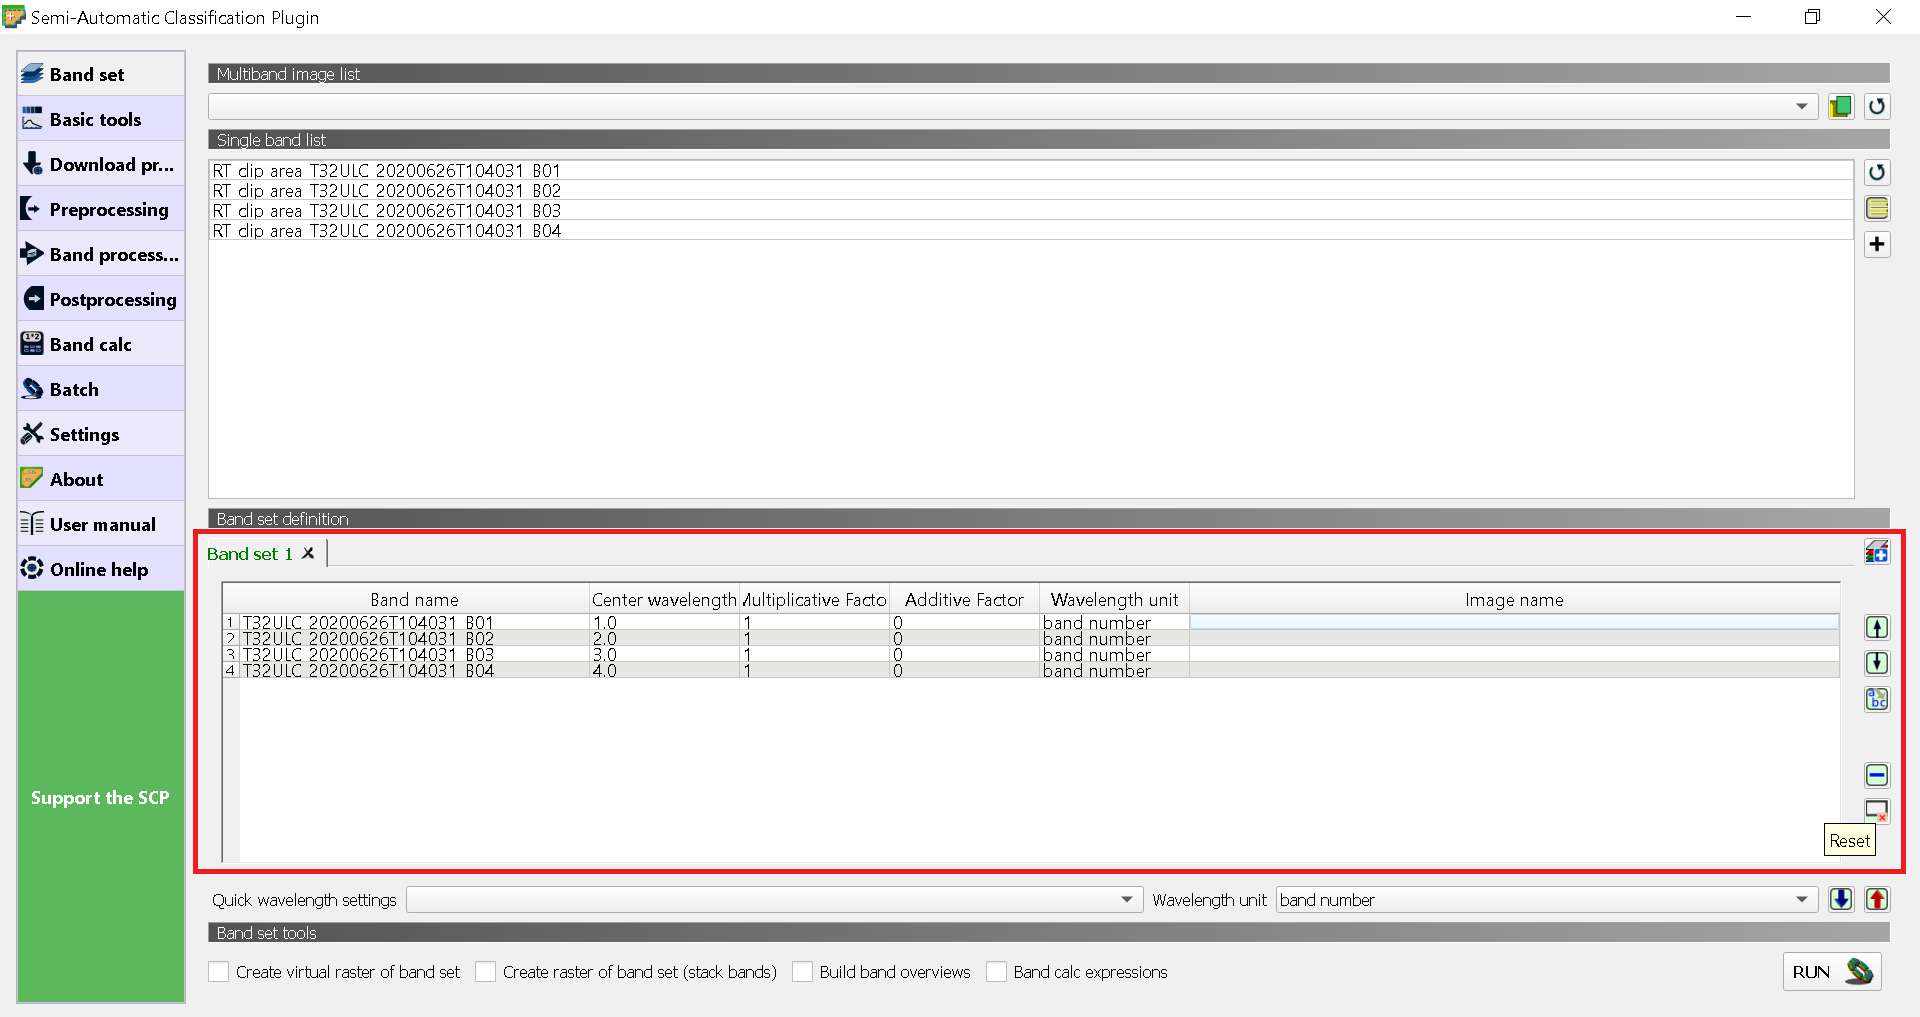 Semi-Automatic Classification Plugin
Band set
Basic tools
Download pr...
Preprocessing
Band process...
Postprocessing
Band calc
Batch
Settings
About
User manual
Online help
Support the SCP
Multiband image list
Single band list
RT clip area T32ULC 20200626T104031 B01
RT clip area T32ULC 20200626T104031 B02
RT clip area T32ULC 20200626T104031 B03
RT clip area T32ULC 20200626T104031 B04
Band set definition
Band set 1
Band name Center wavelength Multiplicative Facto Additive Factor Wavelength unit Image name
1 T32ULC 20200626T104031 B01 1.0 1 0 band number
2 T32ULC 20200626T104031 B02 2.0 1 0 band number
3 T32ULC 20200626T104031 B03 3.0 1 0 band number
4 T32ULC 20200626T104031 B04 4.0 1 0 band number
abc
Reset
Quick wavelength settings Wavelength unit band number
Band set tools
Create virtual raster of band set Create raster of band set (stack bands) Build band overviews Band calc expressions
RUN